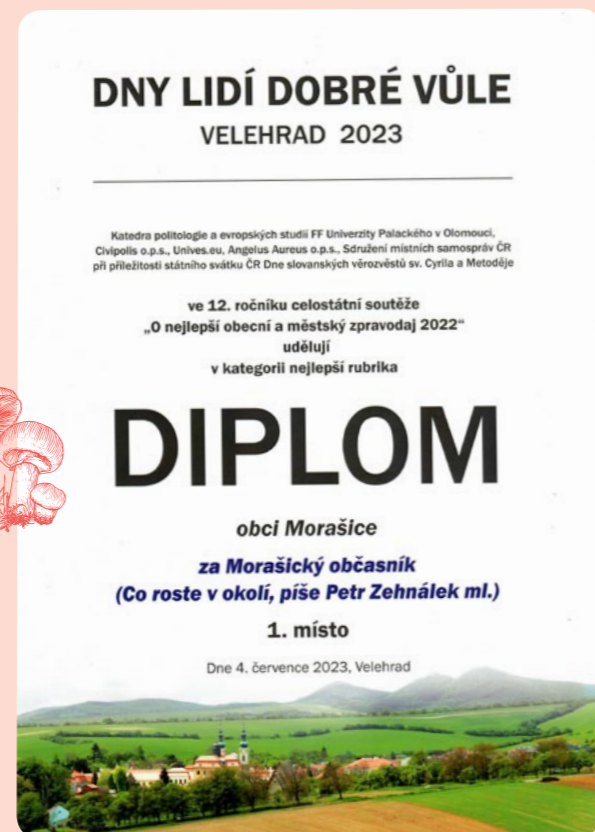 DNY LIDÍ DOBRÉ VŮLE
VELEHRAD 2023
Katedra politologie a evropských studií FF Univerzity Palackého v Olomouci,
Civipolis o.p.s., Unives.eu, Angelus Aureus o.p.s., Sdružení místních samospráv ČR
při příležitosti státního svátku ČR Dne slovanských věrozvěstů sv. Cyrila a Metoděje
ve 12. ročníku celostátní soutěže
„O nejlepší obecní a městský zpravodaj 2022“
udělují
v kategorii nejlepší rubrika
DIPLOM
obci Morašice
za Morašický občasník
(Co roste v okolí, píše Petr Zehnálek ml.)
1. místo
Dne 4. července 2023, Velehrad